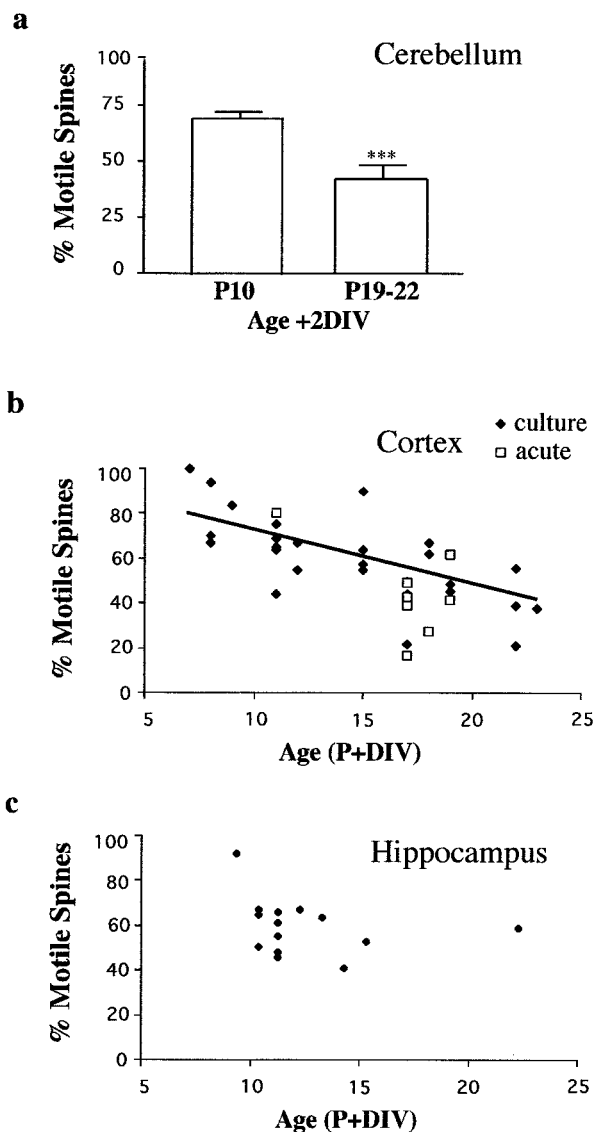 a
Cerebellum
% Motile Spines
100
75
50
25
0
***
P10 P19-22
Age +2DIV
b
Cortex
culture
acute
% Motile Spines
100
80
60
40
20
0
5 10 15 20 25
Age (P+DIV)
c
Hippocampus
% Motile Spines
100
80
60
40
20
0
5 10 15 20 25
Age (P+DIV)